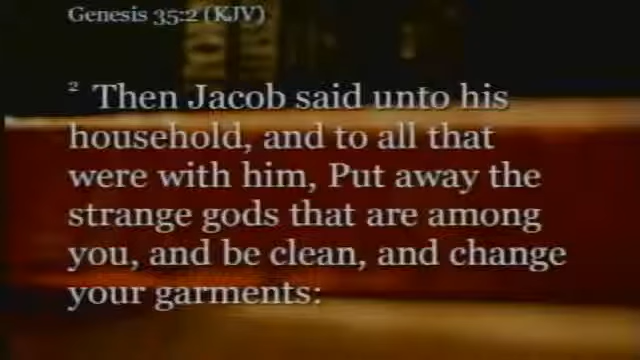 Genesis 35:2 (KJV)
2 Then Jacob said unto his
household, and to all that
were with him, Put away the
strange gods that are among
you, and be clean, and change
your garments: